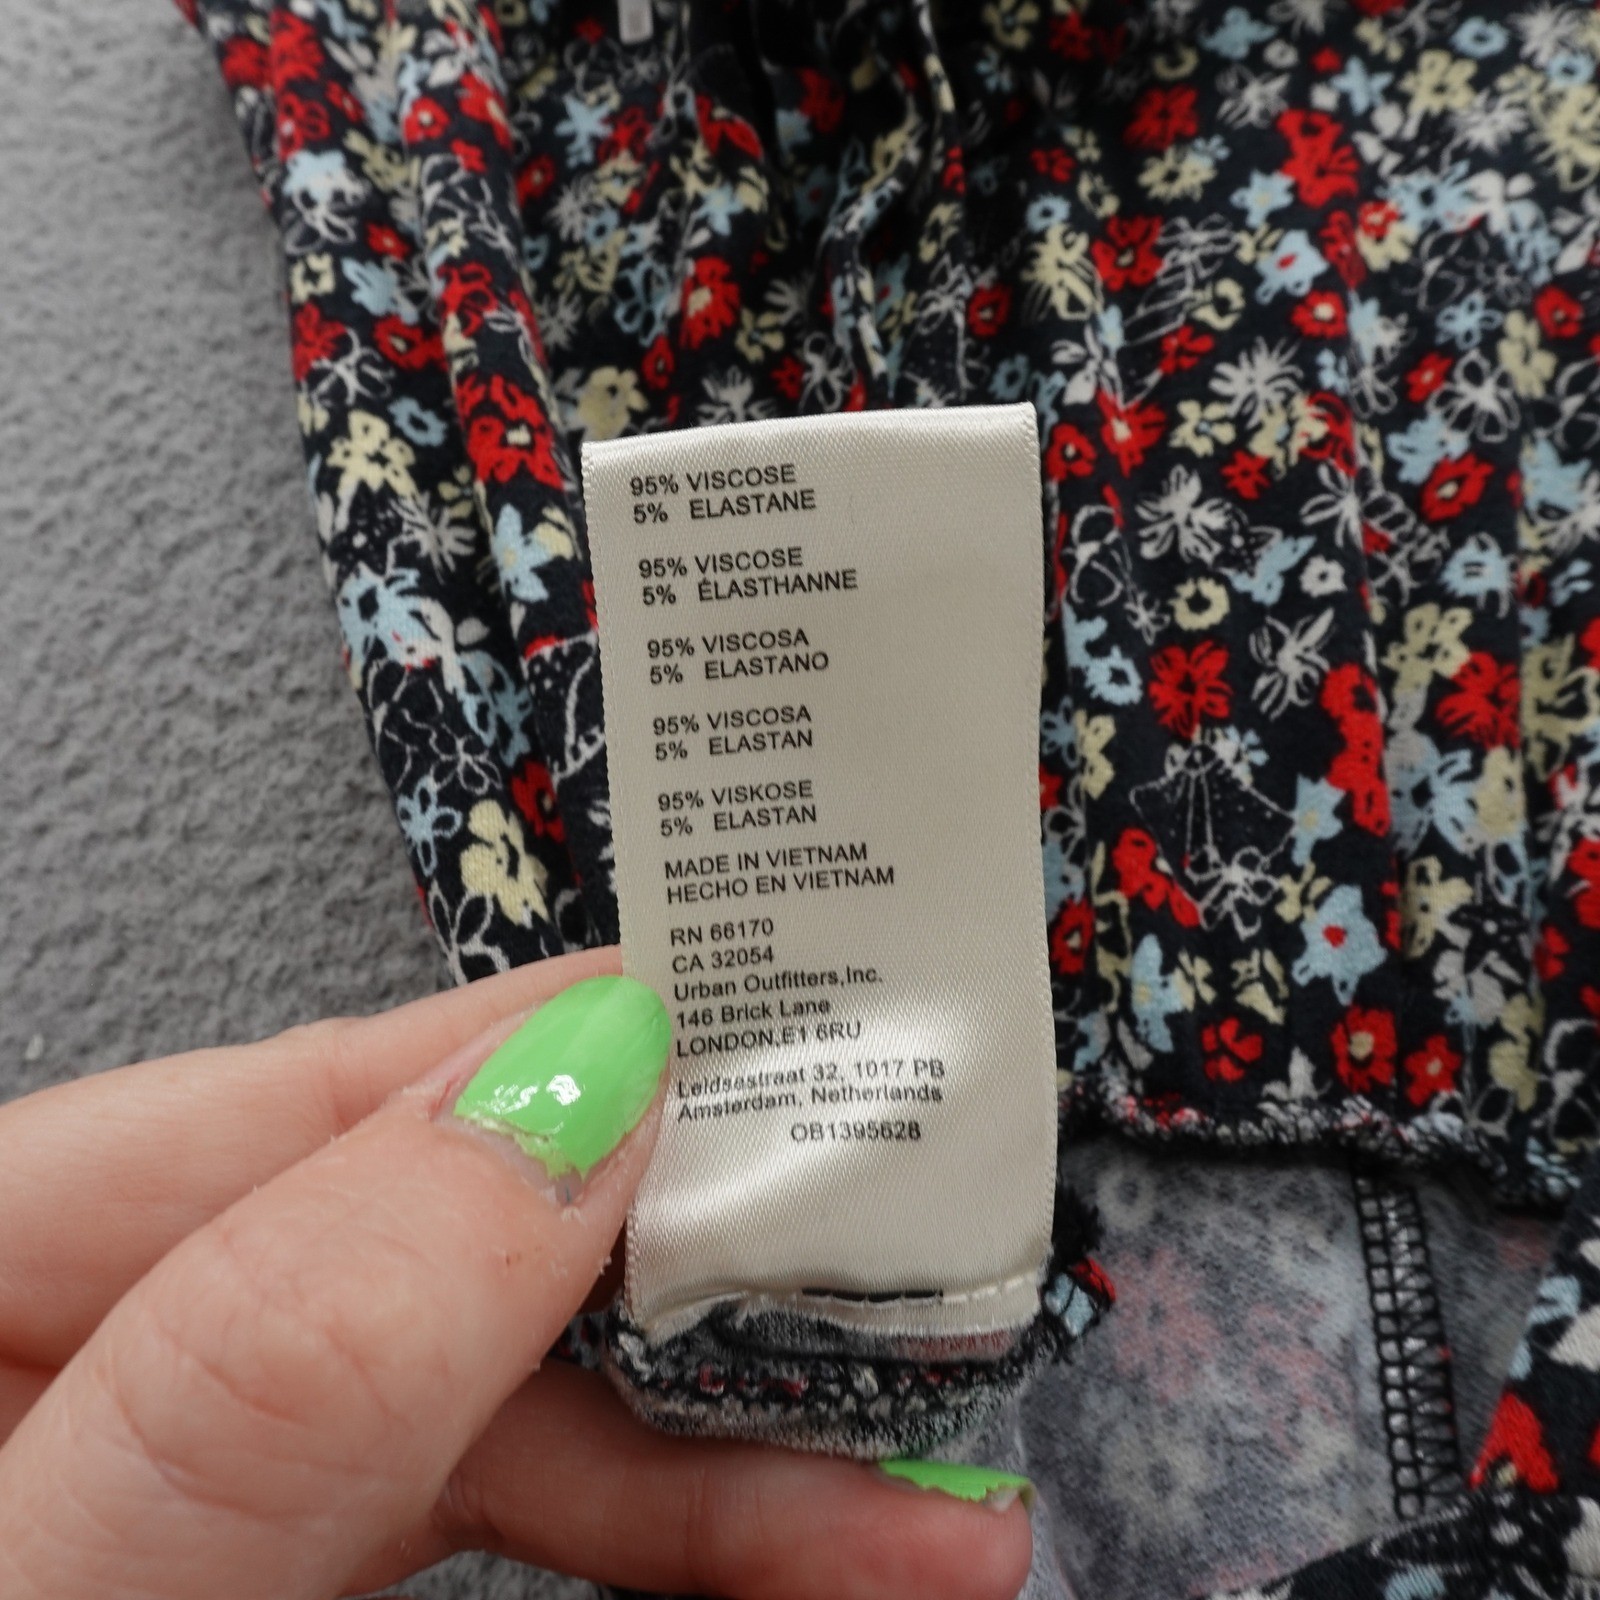 95% VISCOSE
5% ELASTANE
95% VISCOSE
5% ÉLASTHANNE
95% VISCOSA
5% ELASTANO
95% VISCOSA
5% ELASTAN
95% VISKOSE
5% ELASTAN
MADE IN VIETNAM
HECHO EN VIETNAM
RN 66170
CA 32054
Urban Outfitters,Inc.
146 Brick Lane
LONDON,E1 6RU
Leidsestraat 32, 1017 PB
Amsterdam, Netherlands
OB1395628